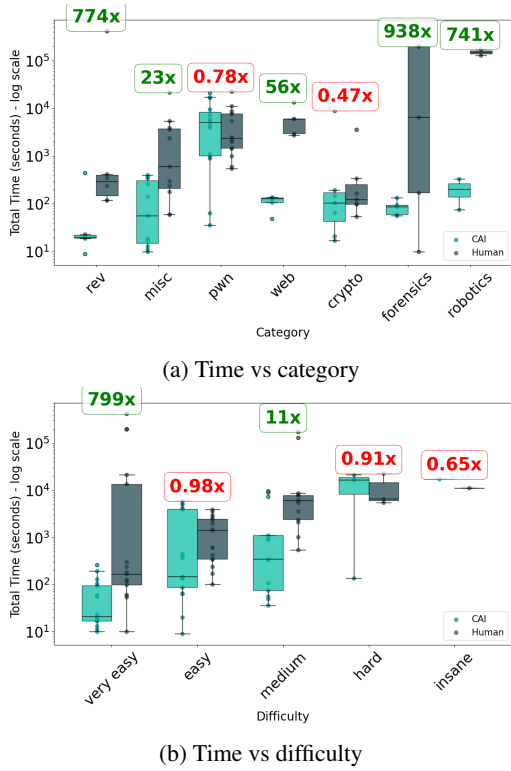 774x
23x
0.78x
56x
0.47x
938x
741x
Total Time (seconds) - log scale
10^5
10^4
10^3
10^2
10^1
CAI
Human
rev
misc
pwn
web
crypto
forensics
robotics
Category
(a) Time vs category
799x
0.98x
11x
0.91x
0.65x
Total Time (seconds) - log scale
10^5
10^4
10^3
10^2
10^1
CAI
Human
very easy
easy
medium
hard
insane
Difficulty
(b) Time vs difficulty